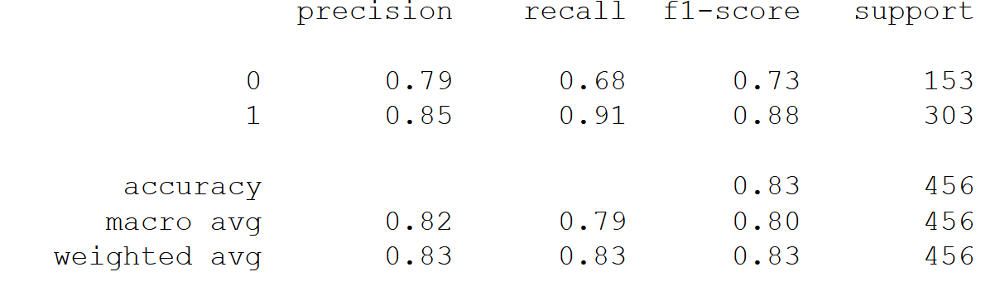 precision recall f1-score support
0 0.79 0.68 0.73 153
1 0.85 0.91 0.88 303
accuracy 0.83 456
macro avg 0.82 0.79 0.80 456
weighted avg 0.83 0.83 0.83 456